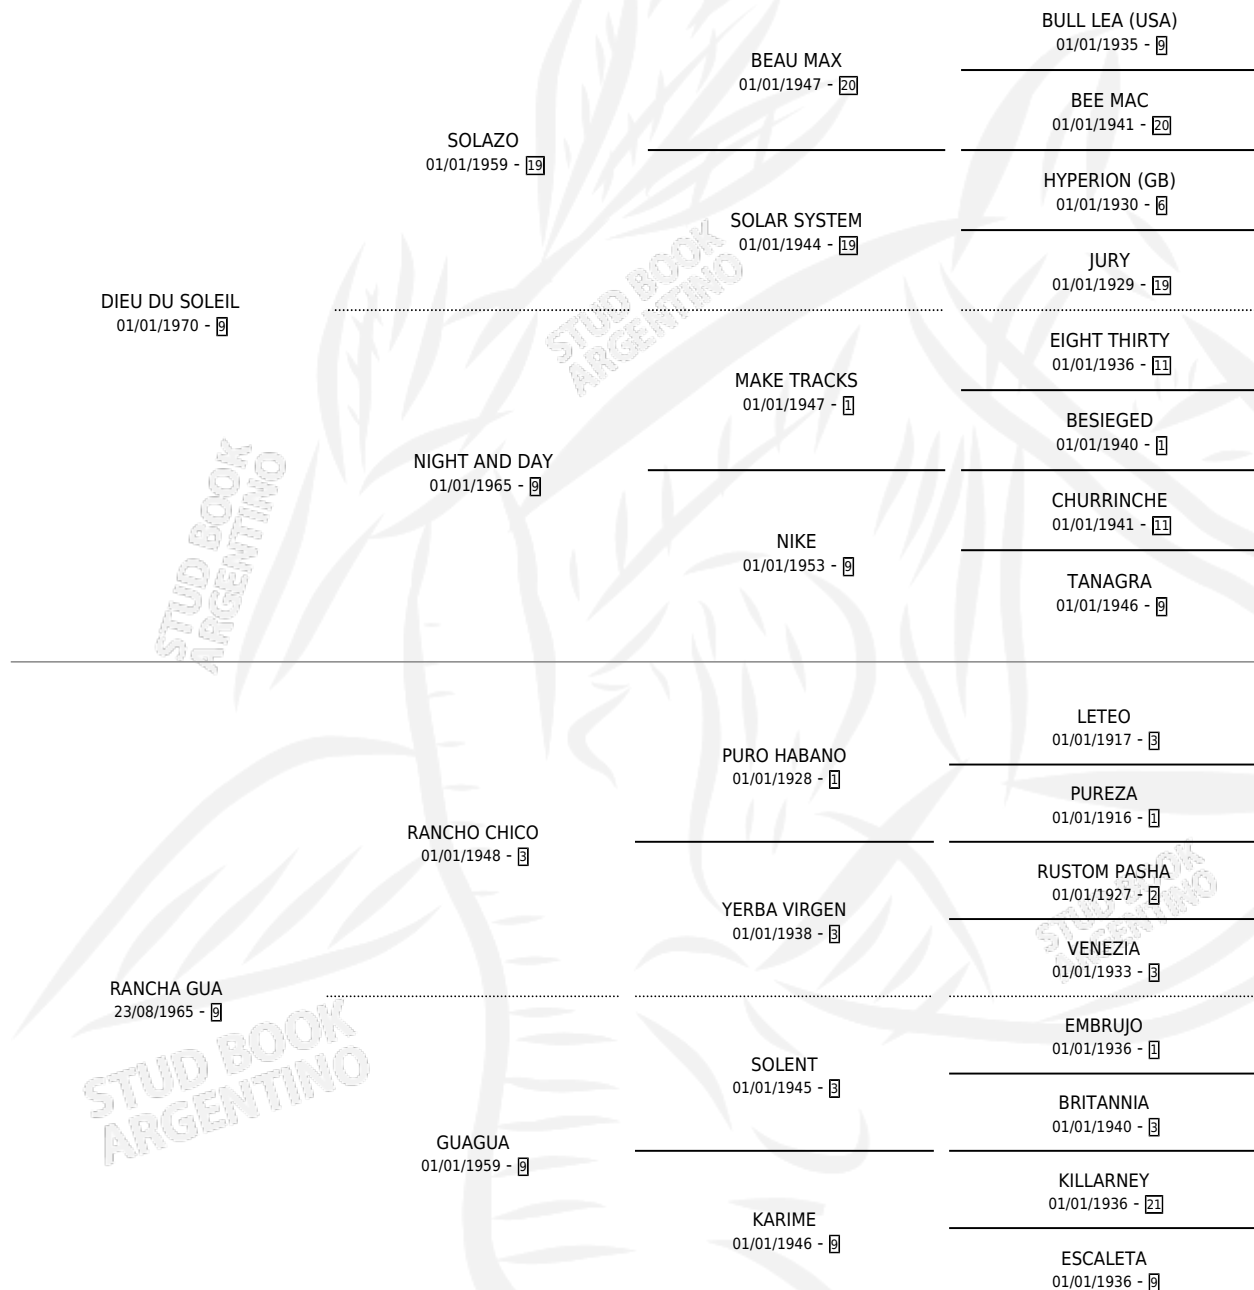 BULL LEA (USA)
01/01/1935 - 9
BEAU MAX
01/01/1947 - 20
BEE MAC
01/01/1941 - 20
SOLAZO
01/01/1959 - 19
HYPERION (GB)
01/01/1930 - 6
SOLAR SYSTEM
01/01/1944 - 19
JURY
01/01/1929 - 19
DIEU DU SOLEIL
01/01/1970 - 9
EIGHT THIRTY
01/01/1936 - 11
MAKE TRACKS
01/01/1947 - 1
BESIEGED
01/01/1940 - 1
NIGHT AND DAY
01/01/1965 - 9
CHURRINCHE
01/01/1941 - 11
NIKE
01/01/1953 - 9
TANAGRA
01/01/1946 - 9
STUD BOOK
ARGENTINO
STUD BOOK
ARGENTINO
LETEO
01/01/1917 - 3
PURO HABANO
01/01/1928 - 1
PUREZA
01/01/1916 - 1
RANCHO CHICO
01/01/1948 - 3
RUSTOM PASHA
01/01/1927 - 2
YERBA VIRGEN
01/01/1938 - 3
VENEZIA
01/01/1933 - 3
STUD BOOK
ARGENTINO
RANCHA GUA
23/08/1965 - 9
EMBRUJO
01/01/1936 - 1
SOLENT
01/01/1945 - 3
BRITANNIA
01/01/1940 - 3
GUAGUA
01/01/1959 - 9
KILLARNEY
01/01/1936 - 21
KARIME
01/01/1946 - 9
ESCALETA
01/01/1936 - 9
STUD BOOK
ARGENTINO